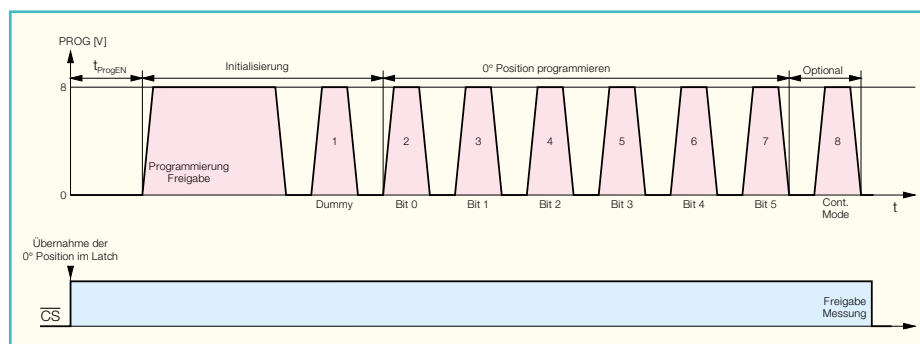 PROG [V]
tProgEN
Initialisierung
0° Position programmieren
Optional
8
1
2
3
4
5
6
7
8
Programmierung
Freigabe
0
Dummy
Bit 0
Bit 1
Bit 2
Bit 3
Bit 4
Bit 5
Cont.
Mode
t
Übernahme der
0° Position im Latch
CS
Freigabe
Messung